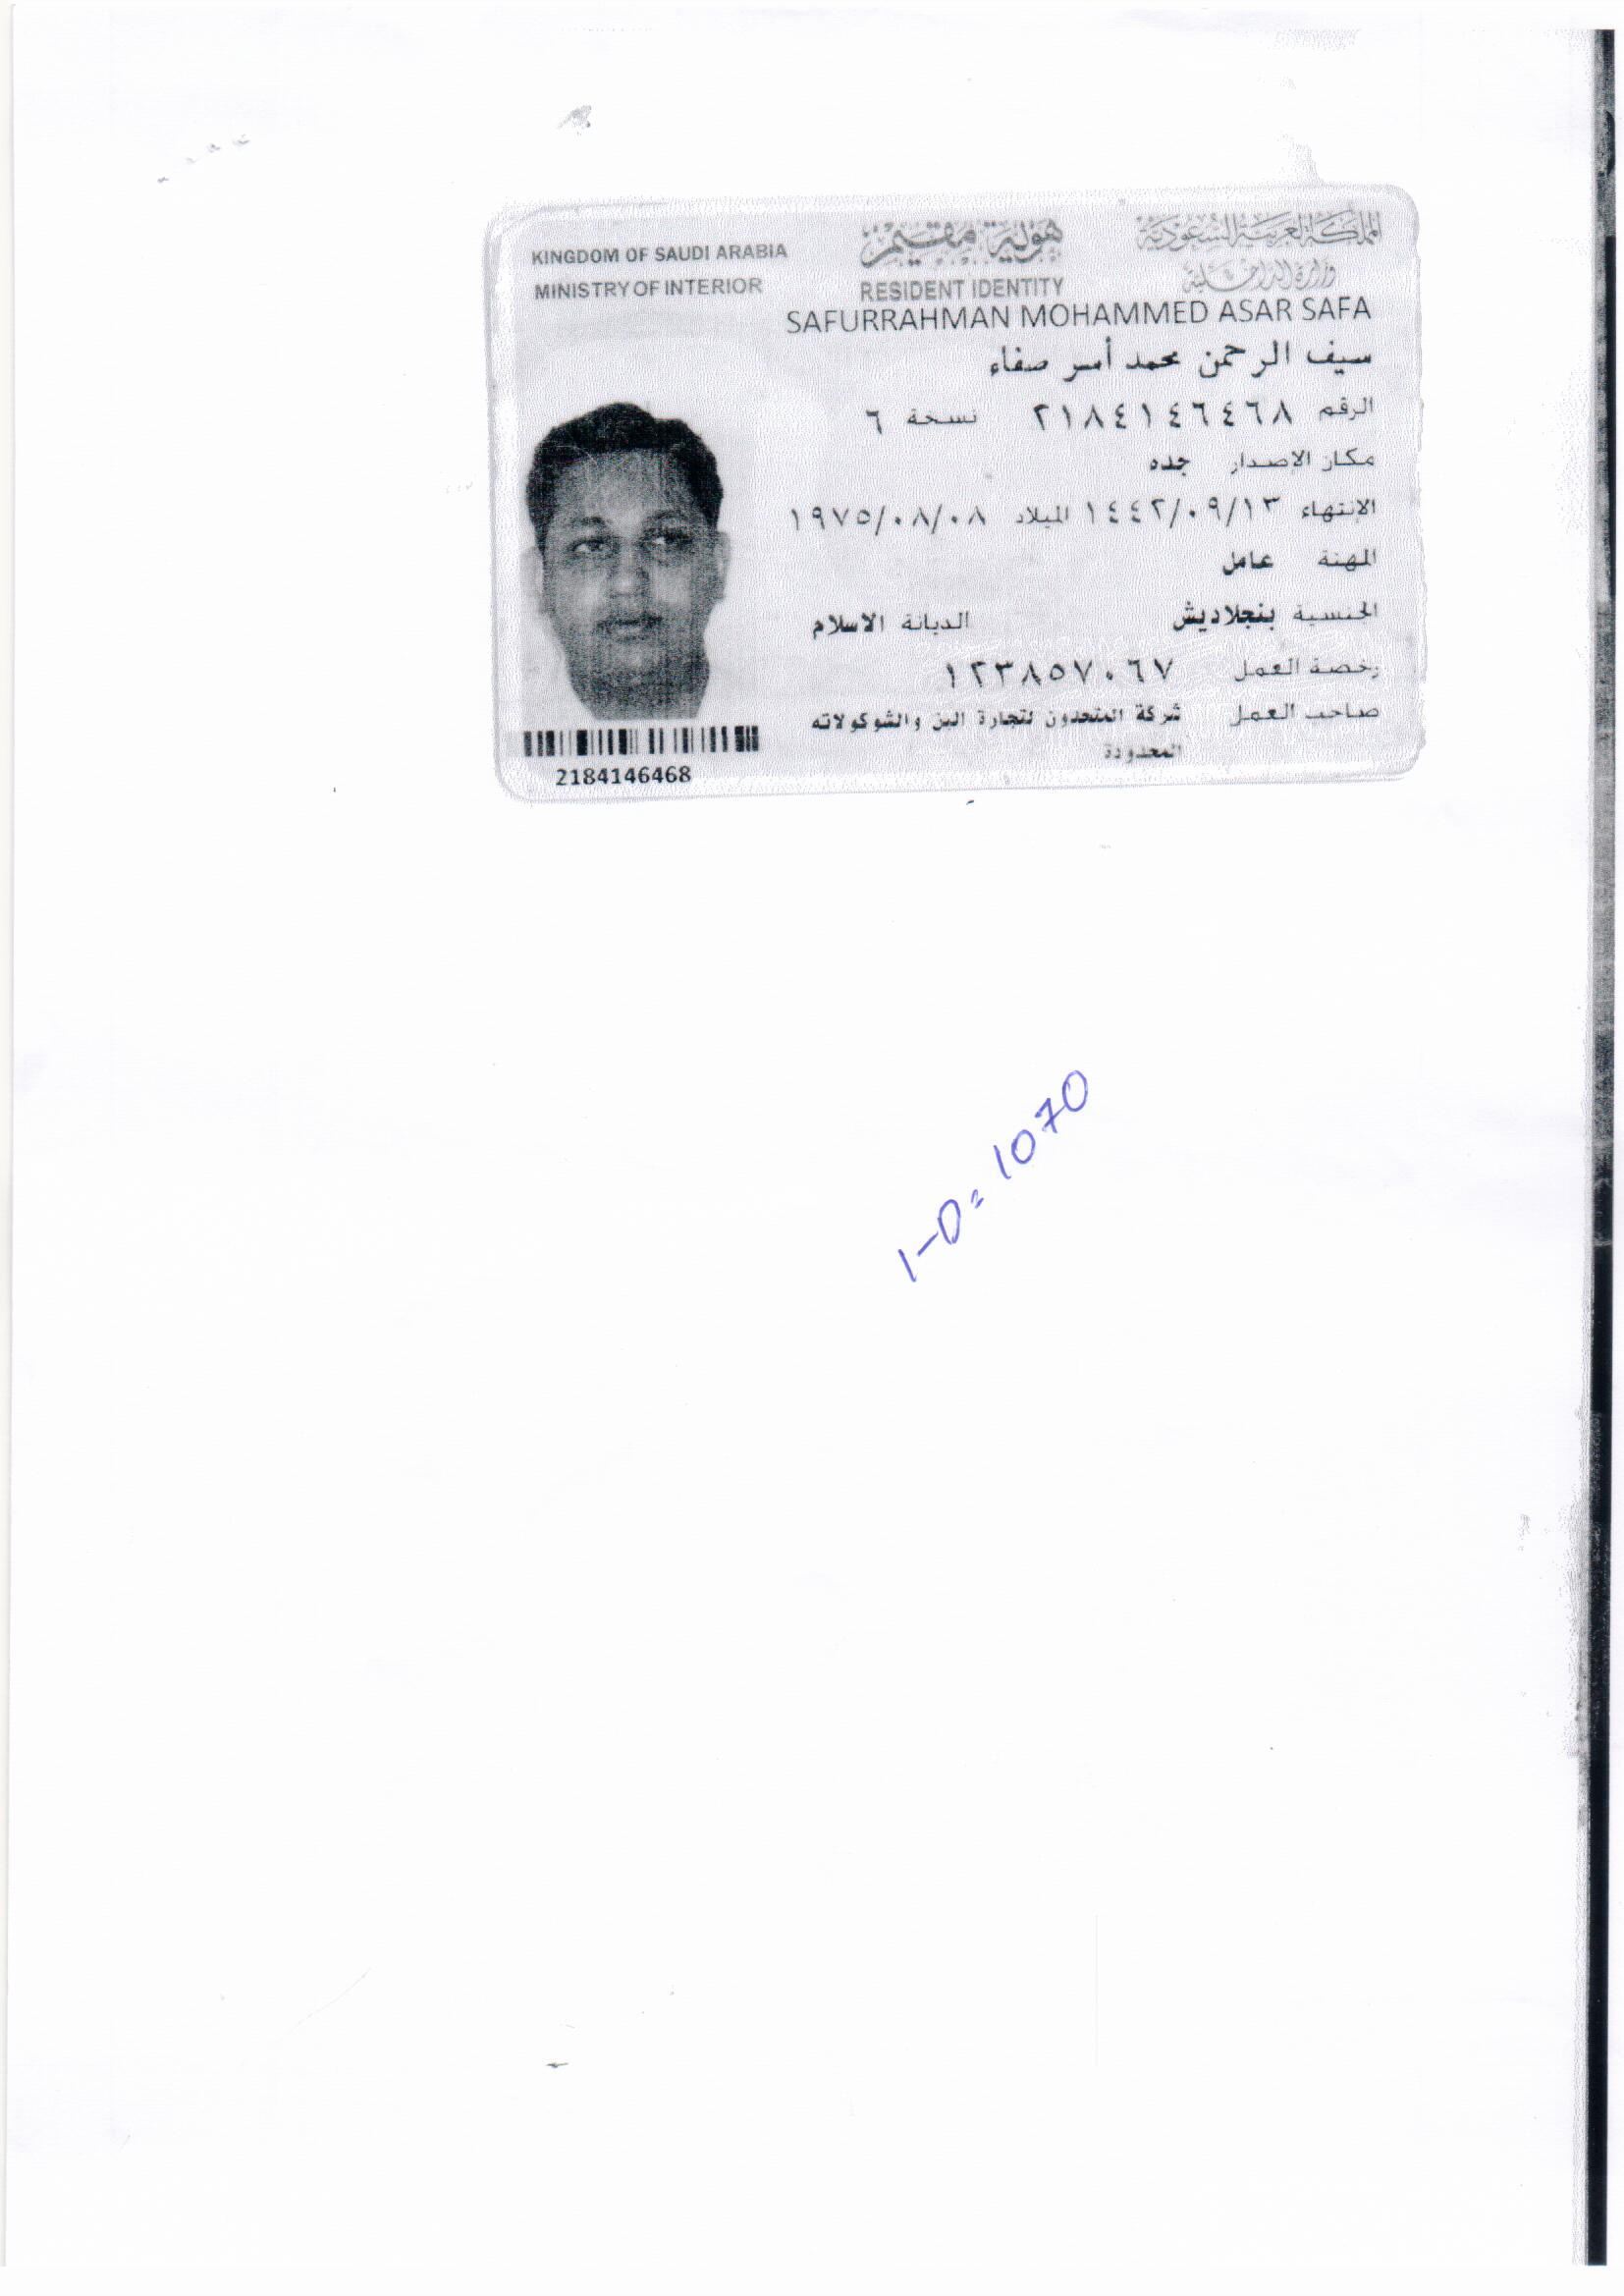 KINGDOM OF SAUDI ARABIA
MINISTRY OF INTERIOR
هوية مقيم
RESIDENT IDENTITY
المملكة العربية السعودية
وزارة الداخلية
SAFURRAHMAN MOHAMMED ASAR SAFA
سيف الرحمن محمد أسر صفاء
الرقم ٢١٨٤١٤٦٤٦٨ نسخة ٦
مكان الاصدار جده
الإنتهاء ١٤٤٢/٠٩/١٣ الميلاد ١٩٧٥/٠٨/٠٨
المهنة عامل
الجنسية بنجلاديش الديانة الاسلام
رخصة العمل ١٢٣٨٥٧٠٦٧
صاحب العمل شركة المتحدون لتجارة البن والشوكولاته
المحدودة
2184146468
1-D= 1070